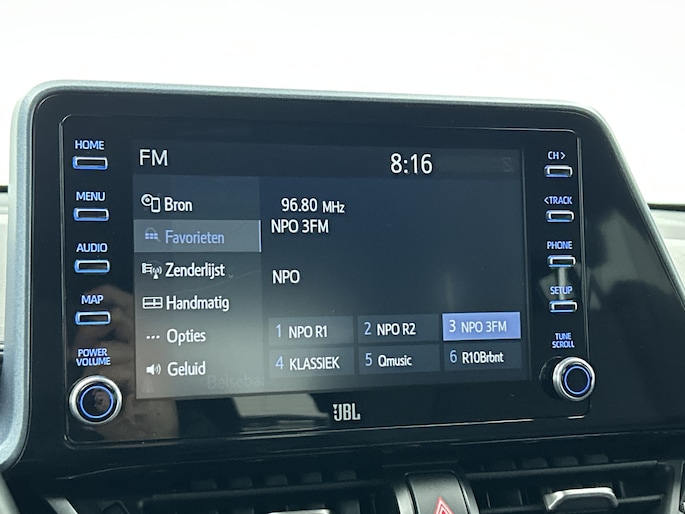 HOME
MENU
AUDIO
MAP
POWER
VOLUME
FM
8:16
Bron
Favorieten
Zenderlijst
Handmatig
Opties
Geluid
96.80 MHz
NPO 3FM
NPO
1 NPO R1
2 NPO R2
3 NPO 3FM
4 KLASSIEK
5 Qmusic
6 R10Brbnt
CH>
<TRACK
PHONE
SETUP
TUNE
SCROLL
JBL